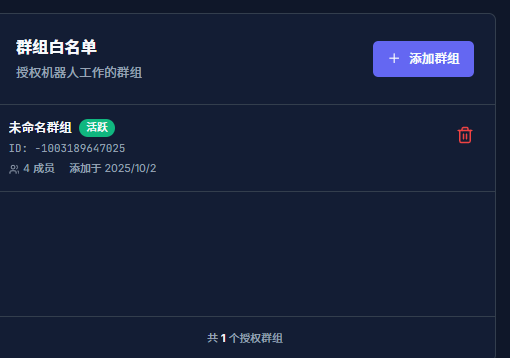 群组白名单
授权机器人工作的群组
添加群组
未命名群组 活跃
ID: -1003189647025
4 成员 添加于 2025/10/2
共 1 个授权群组